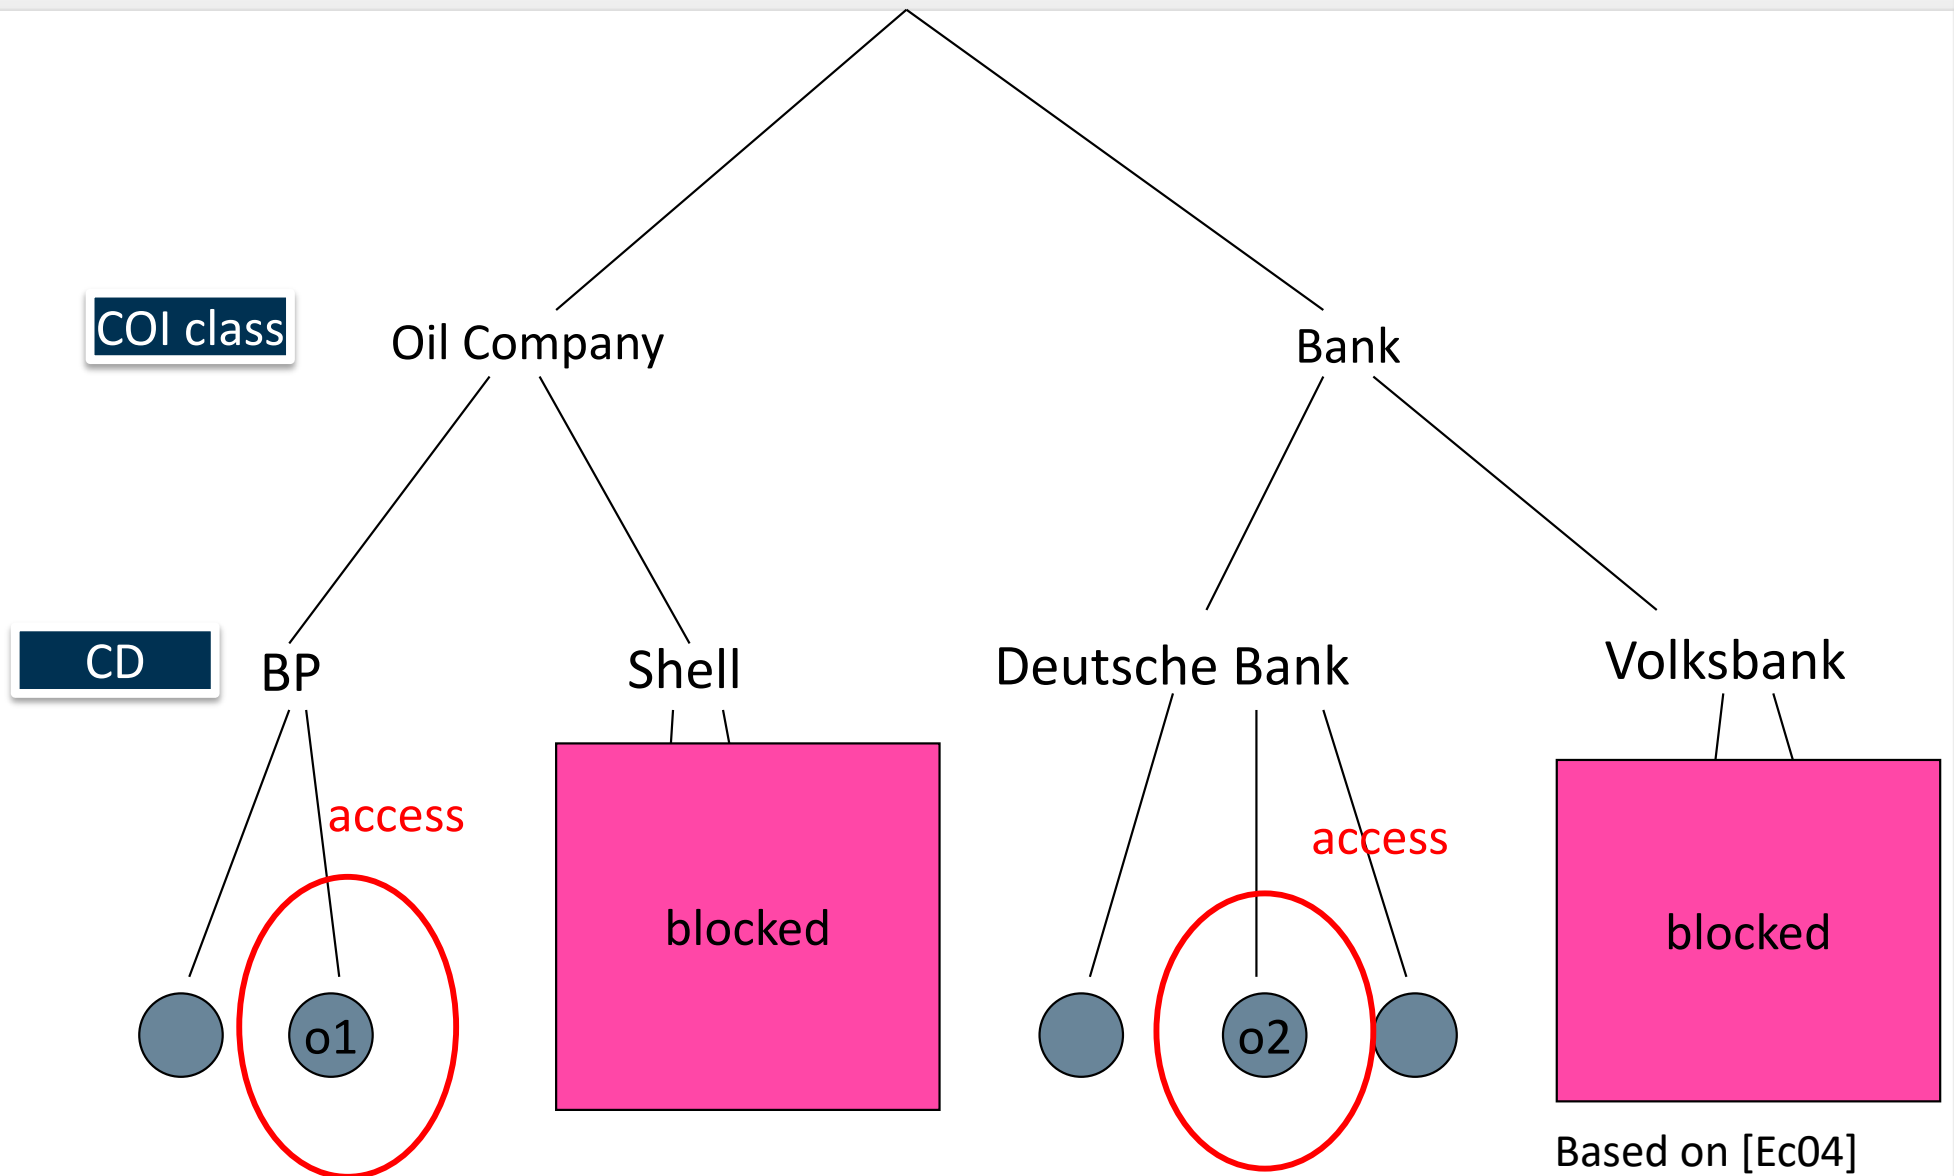 COI class
Oil Company
Bank
CD
BP
Shell
Deutsche Bank
Volksbank
access
access
blocked
blocked
o1
o2
Based on [Ec04]